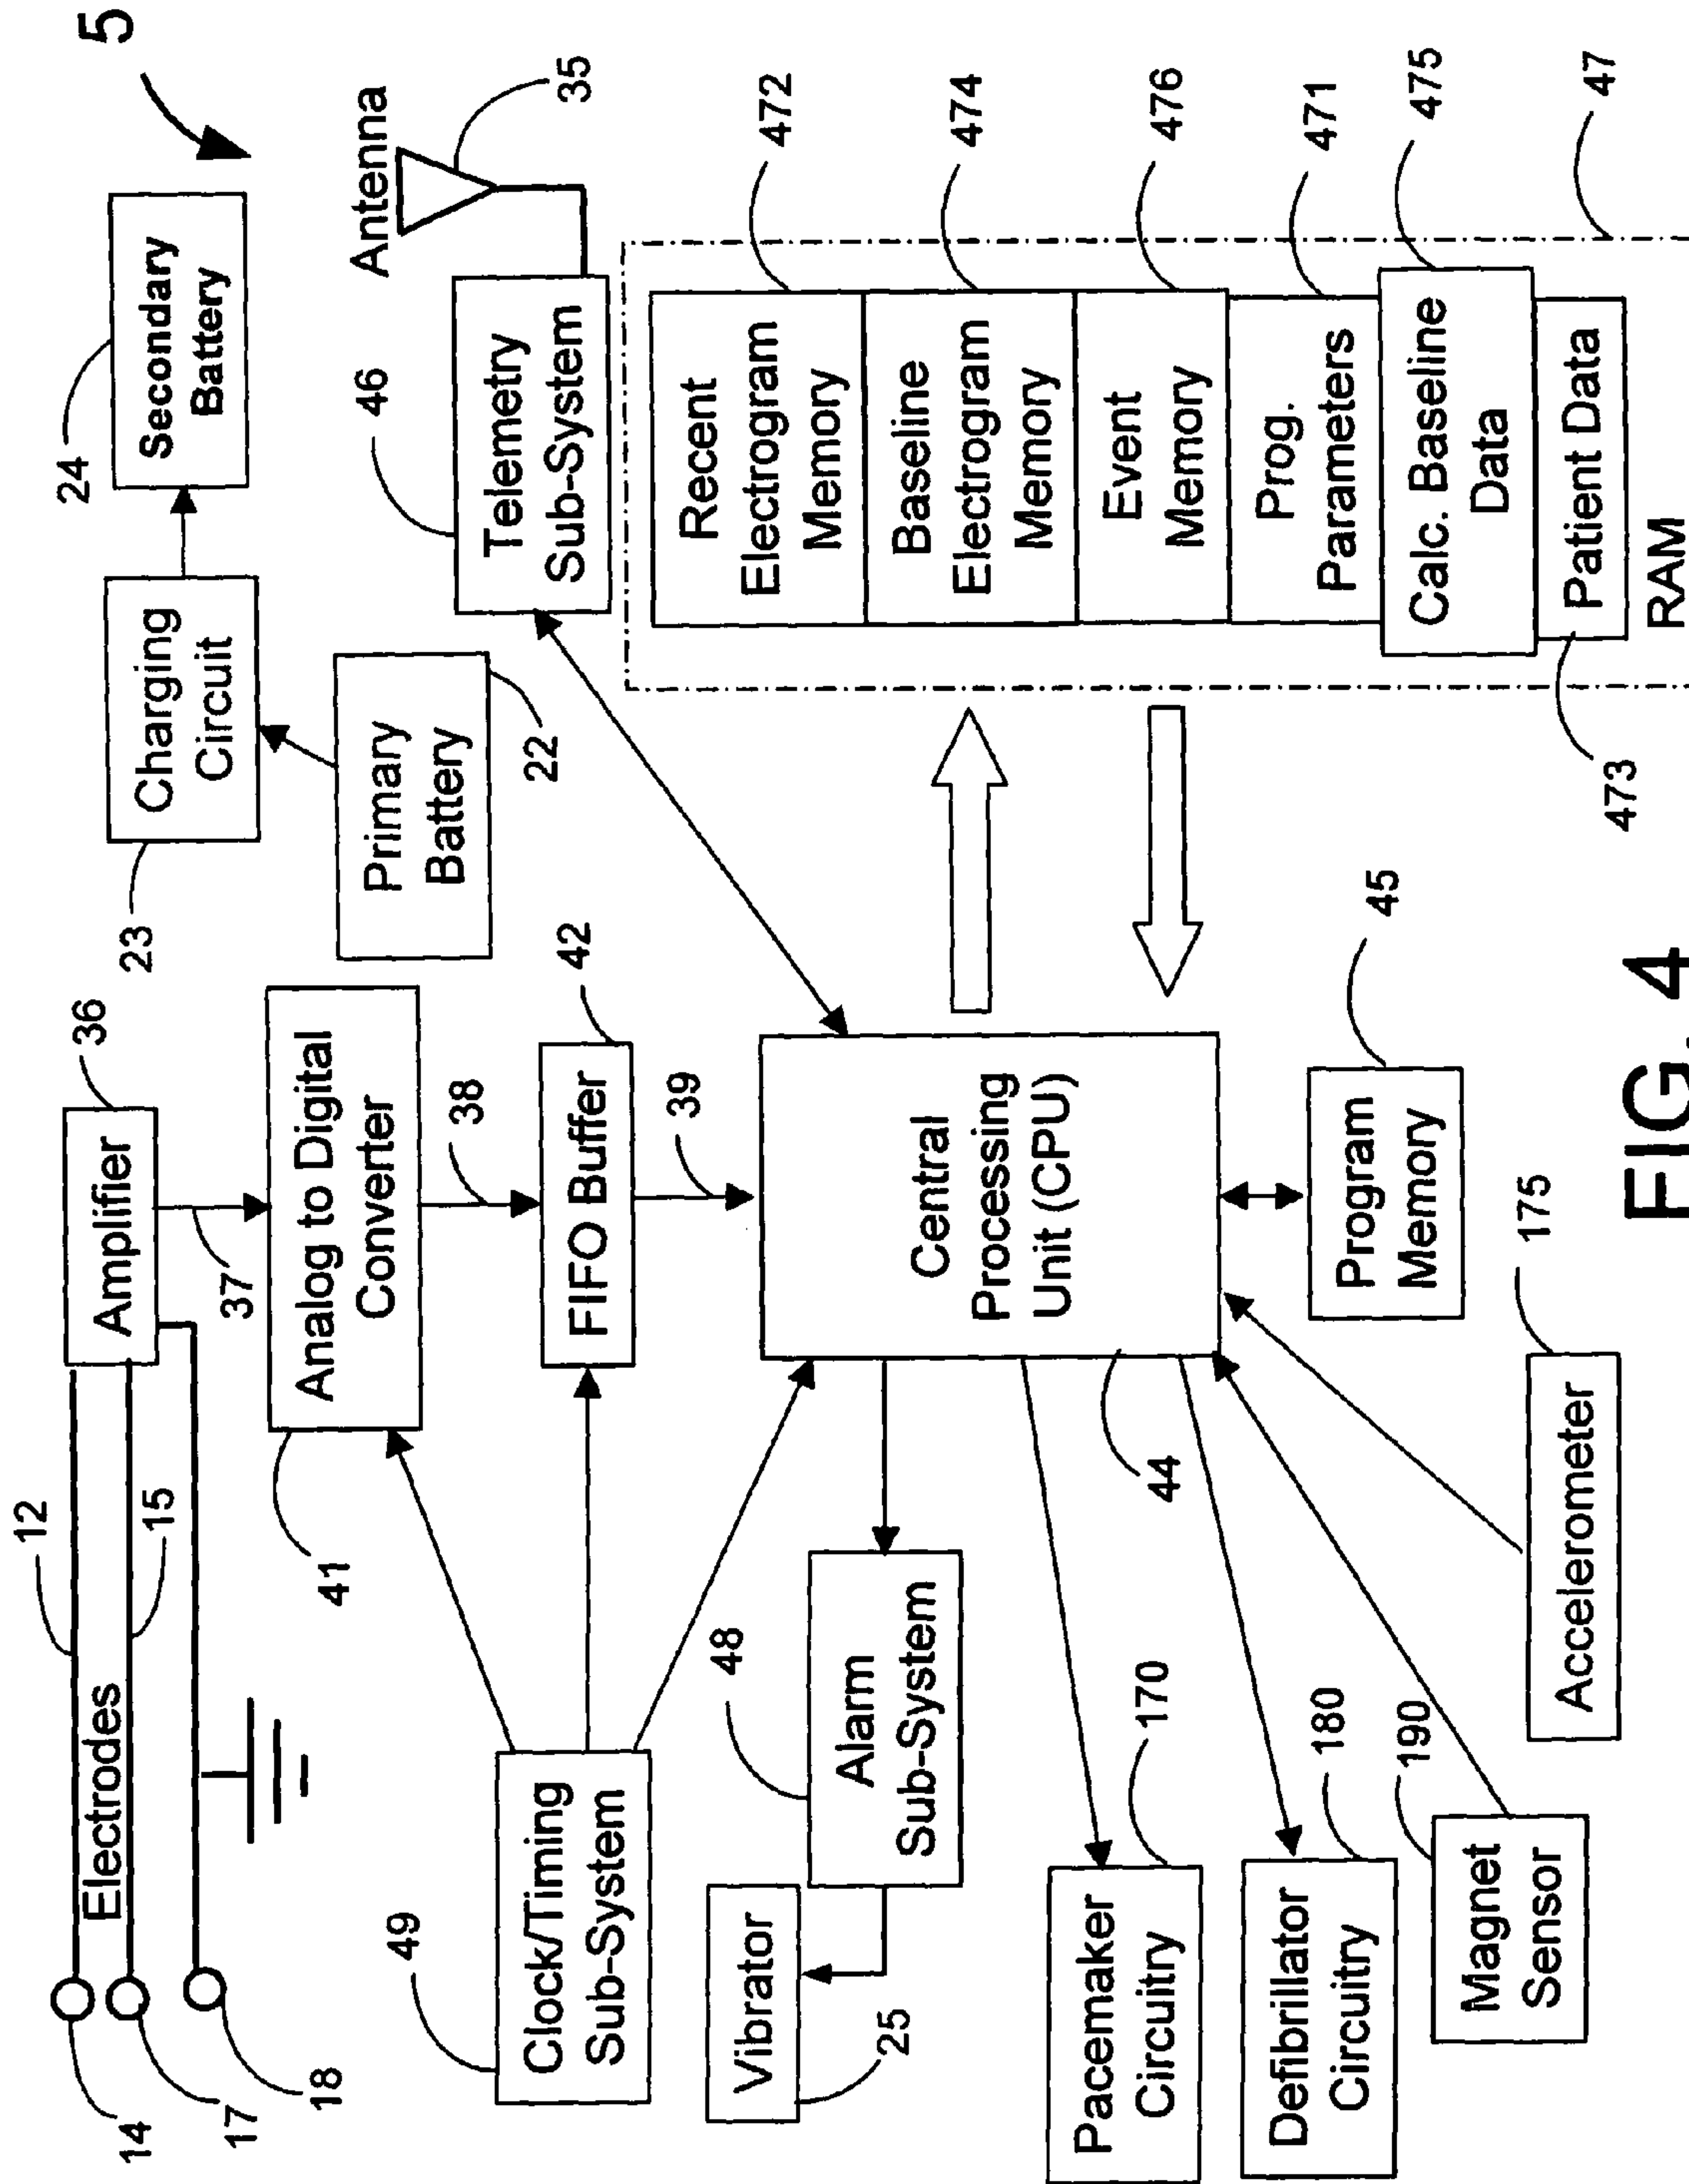 5
14
17
18
Electrodes
12
15
Amplifier
36
37
Analog to Digital
Converter
41
38
FIFO Buffer
42
39
Clock/Timing
Sub-System
49
Charging
Circuit
23
Secondary
Battery
24
Primary
Battery
22
Antenna
35
Telemetry
Sub-System
46
Central
Processing
Unit (CPU)
44
Vibrator
25
Alarm
Sub-System
48
Pacemaker
Circuitry
170
Defibrillator
Circuitry
180
Magnet
Sensor
190
Accelerometer
175
Program
Memory
45
Recent
Electrogram
Memory
472
Baseline
Electrogram
Memory
474
Event
Memory
476
Prog.
Parameters
471
Calc. Baseline
Data
475
Patient Data
473
RAM
47
FIG. 4